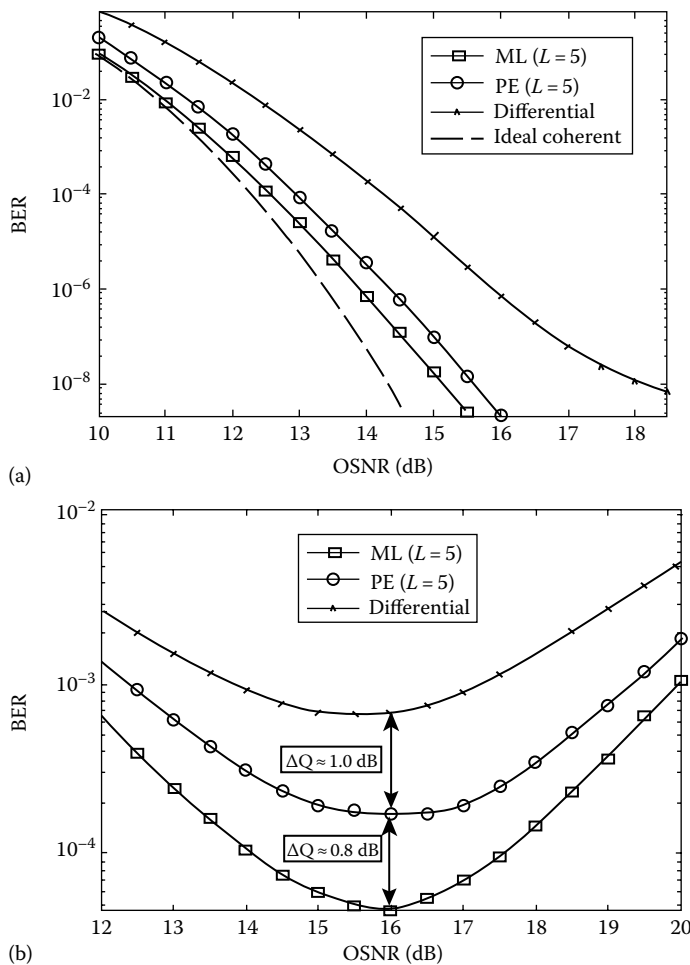 ML (L = 5)
PE (L = 5)
Differential
Ideal coherent
BER
10⁻²
10⁻⁴
10⁻⁶
10⁻⁸
10 11 12 13 14 15 16 17 18
OSNR (dB)
(a)
10⁻²
ML (L = 5)
PE (L = 5)
Differential
BER
10⁻³
ΔQ ≈ 1.0 dB
ΔQ ≈ 0.8 dB
10⁻⁴
12 13 14 15 16 17 18 19 20
OSNR (dB)
(b)